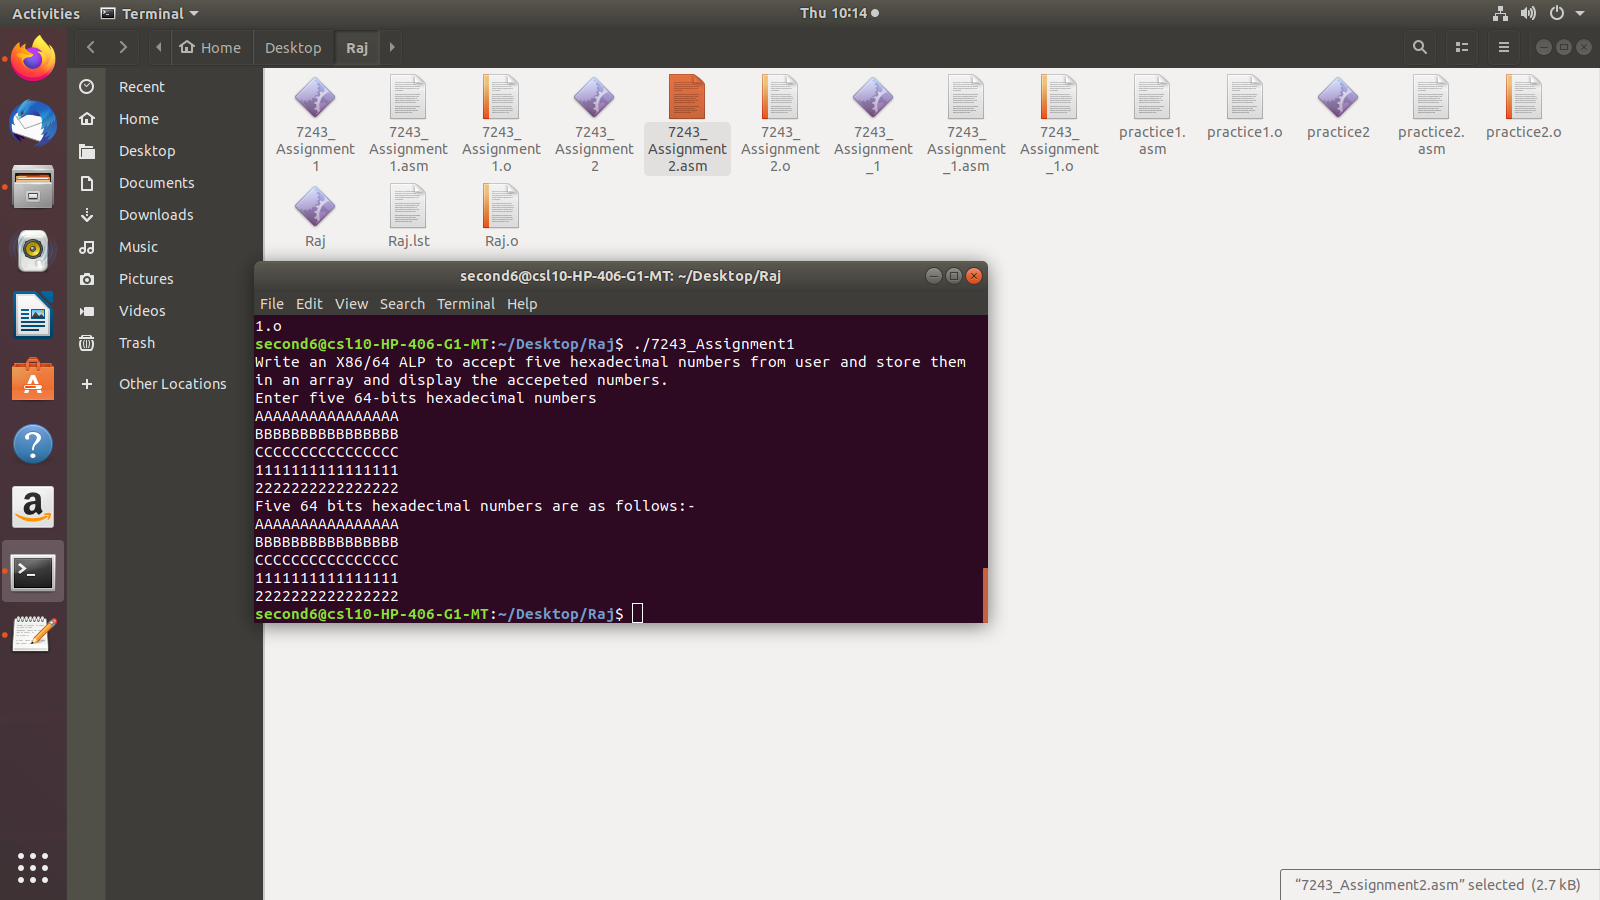 Activities Terminal Thu 10:14
Home Desktop Raj
Recent
Home
Desktop
Documents
Downloads
Music
Pictures
Videos
Trash
Other Locations
7243_
Assignment
1
7243_
Assignment
1.asm
7243_
Assignment
1.o
7243_
Assignment
2
7243_
Assignment
2.asm
7243_
Assignment
2.o
7243_
Assignment
_1
7243_
Assignment
_1.asm
7243_
Assignment
_1.o
practice1.
asm
practice1.o
practice2
practice2.
asm
practice2.o
Raj
Raj.lst
Raj.o
second6@csl10-HP-406-G1-MT: ~/Desktop/Raj
File Edit View Search Terminal Help
1.o
second6@csl10-HP-406-G1-MT:~/Desktop/Raj$ ./7243_Assignment1
Write an X86/64 ALP to accept five hexadecimal numbers from user and store them
in an array and display the accepeted numbers.
Enter five 64-bits hexadecimal numbers
AAAAAAAAAAAAAAAA
BBBBBBBBBBBBBBBB
CCCCCCCCCCCCCCCC
1111111111111111
2222222222222222
Five 64 bits hexadecimal numbers are as follows:-
AAAAAAAAAAAAAAAA
BBBBBBBBBBBBBBBB
CCCCCCCCCCCCCCCC
1111111111111111
2222222222222222
second6@csl10-HP-406-G1-MT:~/Desktop/Raj$
“7243_Assignment2.asm” selected (2.7 kB)